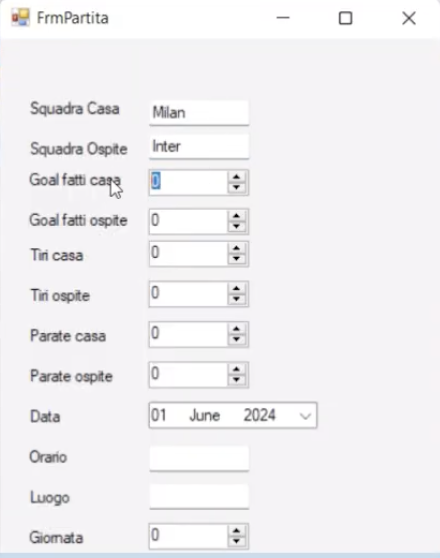 FrmPartita
Squadra Casa Milan
Squadra Ospite Inter
Goal fatti casa 0
Goal fatti ospite 0
Tiri casa 0
Tiri ospite 0
Parate casa 0
Parate ospite 0
Data 01 June 2024
Orario
Luogo
Giornata 0